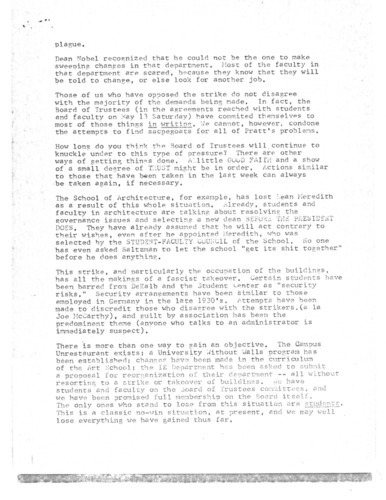 plague.
Dean Nobel recognized that he could not be the one to make
sweeping changes in that department. Most of the faculty in
that department are scared, because they know that they will
be told to change, or else look for another job.
Those of us who have opposed the strike do not disagree
with the majority of the demands being made. In fact, the
Board of Trustees (in the agreements reached with students
and faculty on May 13 Saturday) have commited themselves to
most of those things in writing. We cannot, however, condone
the attempts to find sacpegoats for all of Pratt's problems.
How long do you think the Board of Trustees will continue to
knuckle under to this type of pressure? There are other
ways of getting things done. A little GOOD FAITH and a show
of a small degree of TRUST might be in order. Actions similar
to those that have been taken in the last week can always
be taken again, if necessary.
The School of Architecture, for example, has lost Dean Meredith
as a result of this whole situation. Already, students and
faculty in architecture are talking about resolving the
governance issues and selecting a new dean BEFORE THE PRESIDENT
DOES. They have already assumed that he will act contrary to
their wishes, even after he appointed Meredith, who was
selected by the STUDENT-FACULTY COUNCIL of the School. No one
has even asked Saltzman to let the school "get its shit together"
before he does anything.
This strike, and particularly the occupation of the buildings,
has all the makings of a fascist takeover. Certain students have
been barred from DeKalb and the Student Center as "security
risks." Security arrangements have been similar to those
employed in Germany in the late 1930's. Attempts have been
made to discredit those who disagree with the strikers.(a la
Joe McCarthy), and guilt by association has been the
predominent theme (anyone who talks to an administrator is
immediately suspect).
There is more than one way to gain an objective. The Campus
Unrestaurant exists; a University Without Walls program has
been established; changes have been made in the curriculum
of the Art School; the IE Department has been asked to submit
a proposal for reorganization of their department -- all without
resorting to a strike or takeover of buildings. We have
students and faculty on the Board of Trustees committees, and
we have been promised full membership on the Board itself.
The only ones who stand to lose from this situation are students.
This is a classic no-win situation, at present, and we may well
lose everything we have gained thus far.